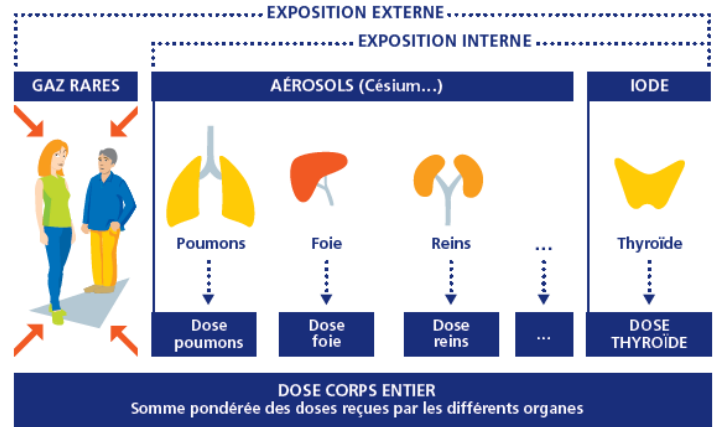 EXPOSITION EXTERNE
EXPOSITION INTERNE
GAZ RARES
AÉROSOLS (Césium...)
IODE
Poumons
Foie
Reins
...
Thyroïde
Dose
poumons
Dose
foie
Dose
reins
...
DOSE
THYROÏDE
DOSE CORPS ENTIER
Somme pondérée des doses reçues par les différents organes